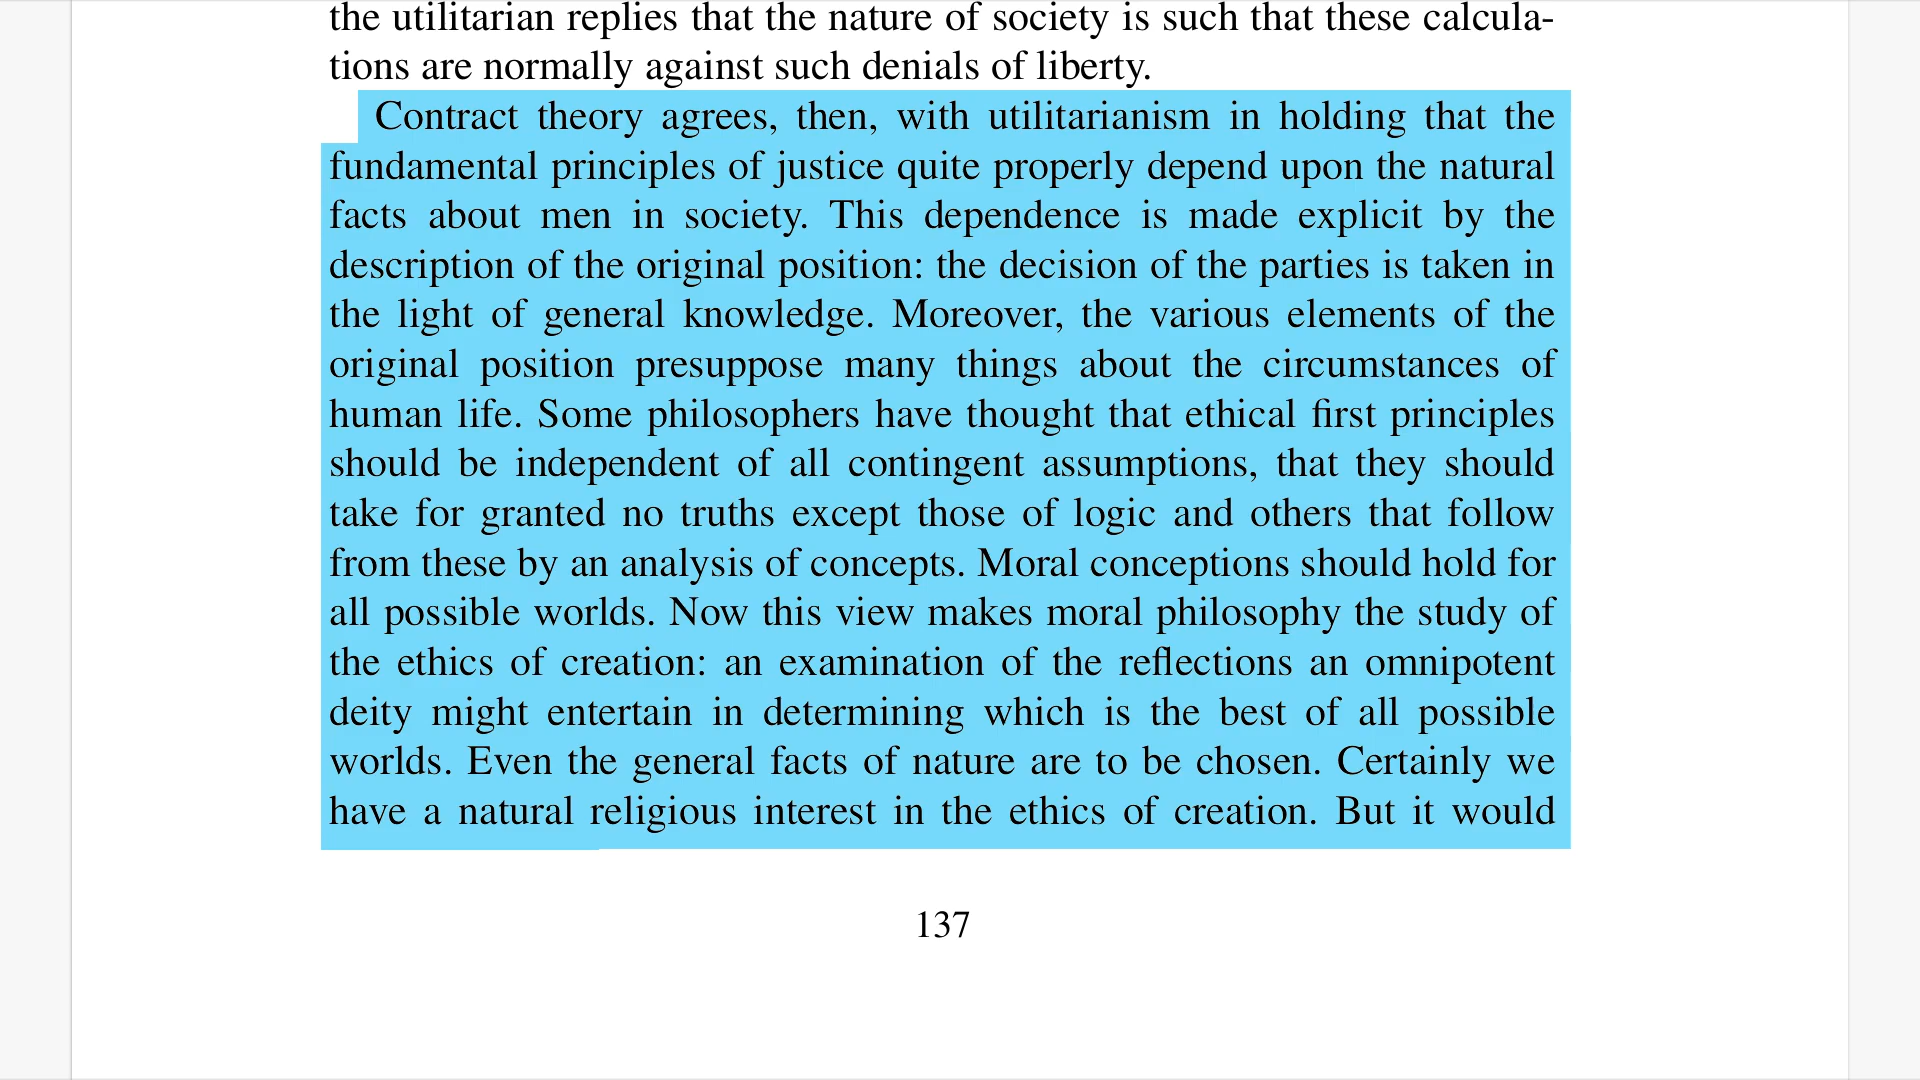 the utilitarian replies that the nature of society is such that these calcula-
tions are normally against such denials of liberty.
Contract theory agrees, then, with utilitarianism in holding that the
fundamental principles of justice quite properly depend upon the natural
facts about men in society. This dependence is made explicit by the
description of the original position: the decision of the parties is taken in
the light of general knowledge. Moreover, the various elements of the
original position presuppose many things about the circumstances of
human life. Some philosophers have thought that ethical first principles
should be independent of all contingent assumptions, that they should
take for granted no truths except those of logic and others that follow
from these by an analysis of concepts. Moral conceptions should hold for
all possible worlds. Now this view makes moral philosophy the study of
the ethics of creation: an examination of the reflections an omnipotent
deity might entertain in determining which is the best of all possible
worlds. Even the general facts of nature are to be chosen. Certainly we
have a natural religious interest in the ethics of creation. But it would
137